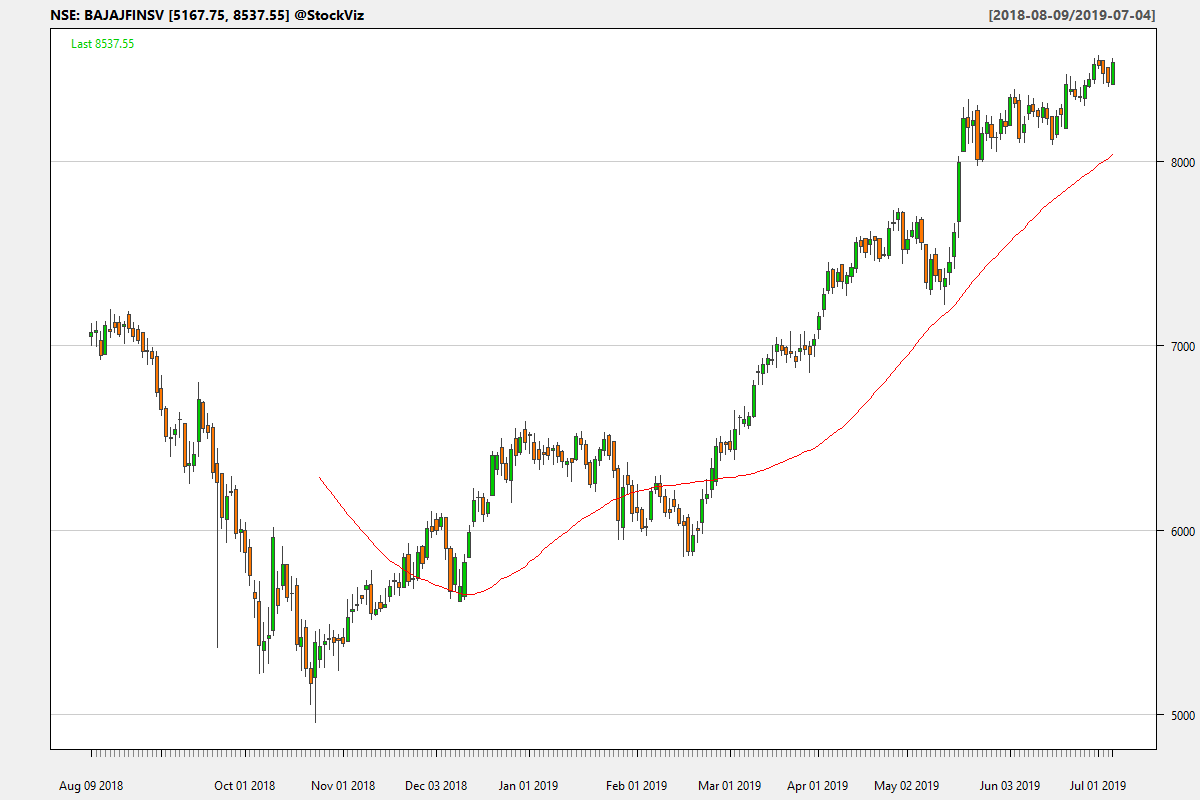 NSE: BAJAJFINSV [5167.75, 8537.55] @StockViz
[2018-08-09/2019-07-04]
Last 8537.55
8000
7000
6000
5000
Aug 09 2018
Oct 01 2018
Nov 01 2018
Dec 03 2018
Jan 01 2019
Feb 01 2019
Mar 01 2019
Apr 01 2019
May 02 2019
Jun 03 2019
Jul 01 2019